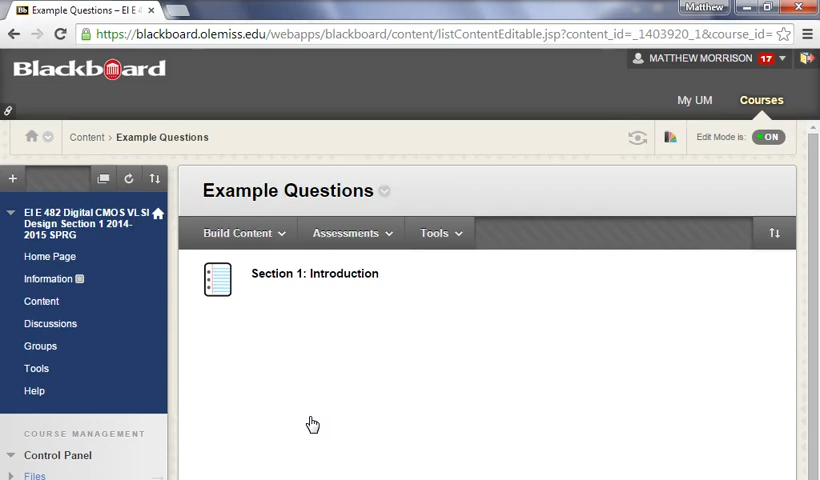 Example Questions – EI E 4
Matthew
https://blackboard.olemiss.edu/webapps/blackboard/content/listContentEditable.jsp?content_id=_1403920_1&course_id=
Blackboard
MATTHEW MORRISON 17
My UM Courses
Content > Example Questions
Edit Mode is: ON
Example Questions
EI E 482 Digital CMOS VLSI
Design Section 1 2014-
2015 SPRG
Build Content Assessments Tools
Home Page
Information
Content
Discussions
Groups
Tools
Help
Section 1: Introduction
COURSE MANAGEMENT
Control Panel
Files